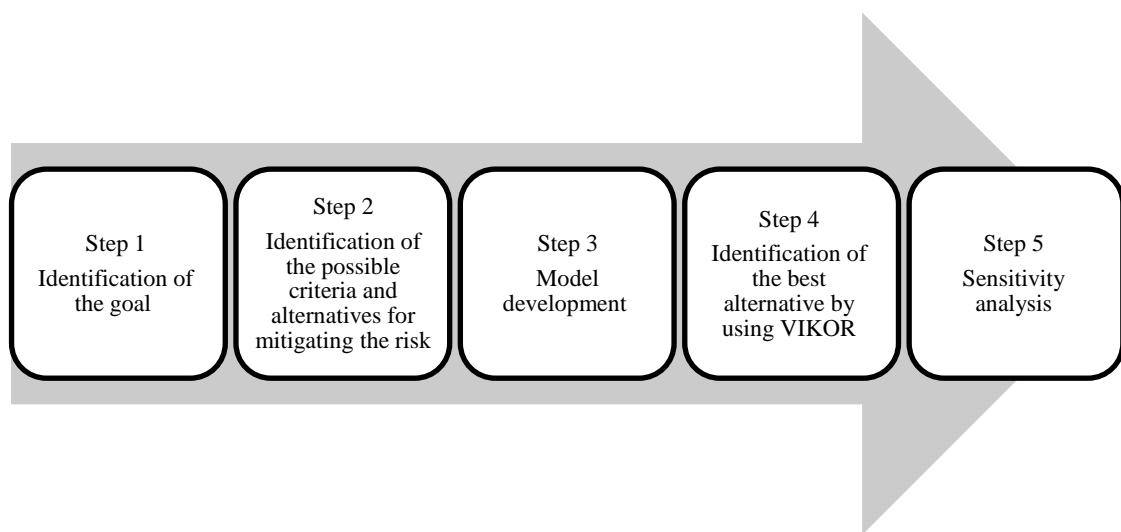 Step 1
Identification of
the goal
Step 2
Identification of
the possible
criteria and
alternatives for
mitigating the risk
Step 3
Model
development
Step 4
Identification of
the best
alternative by
using VIKOR
Step 5
Sensitivity
analysis